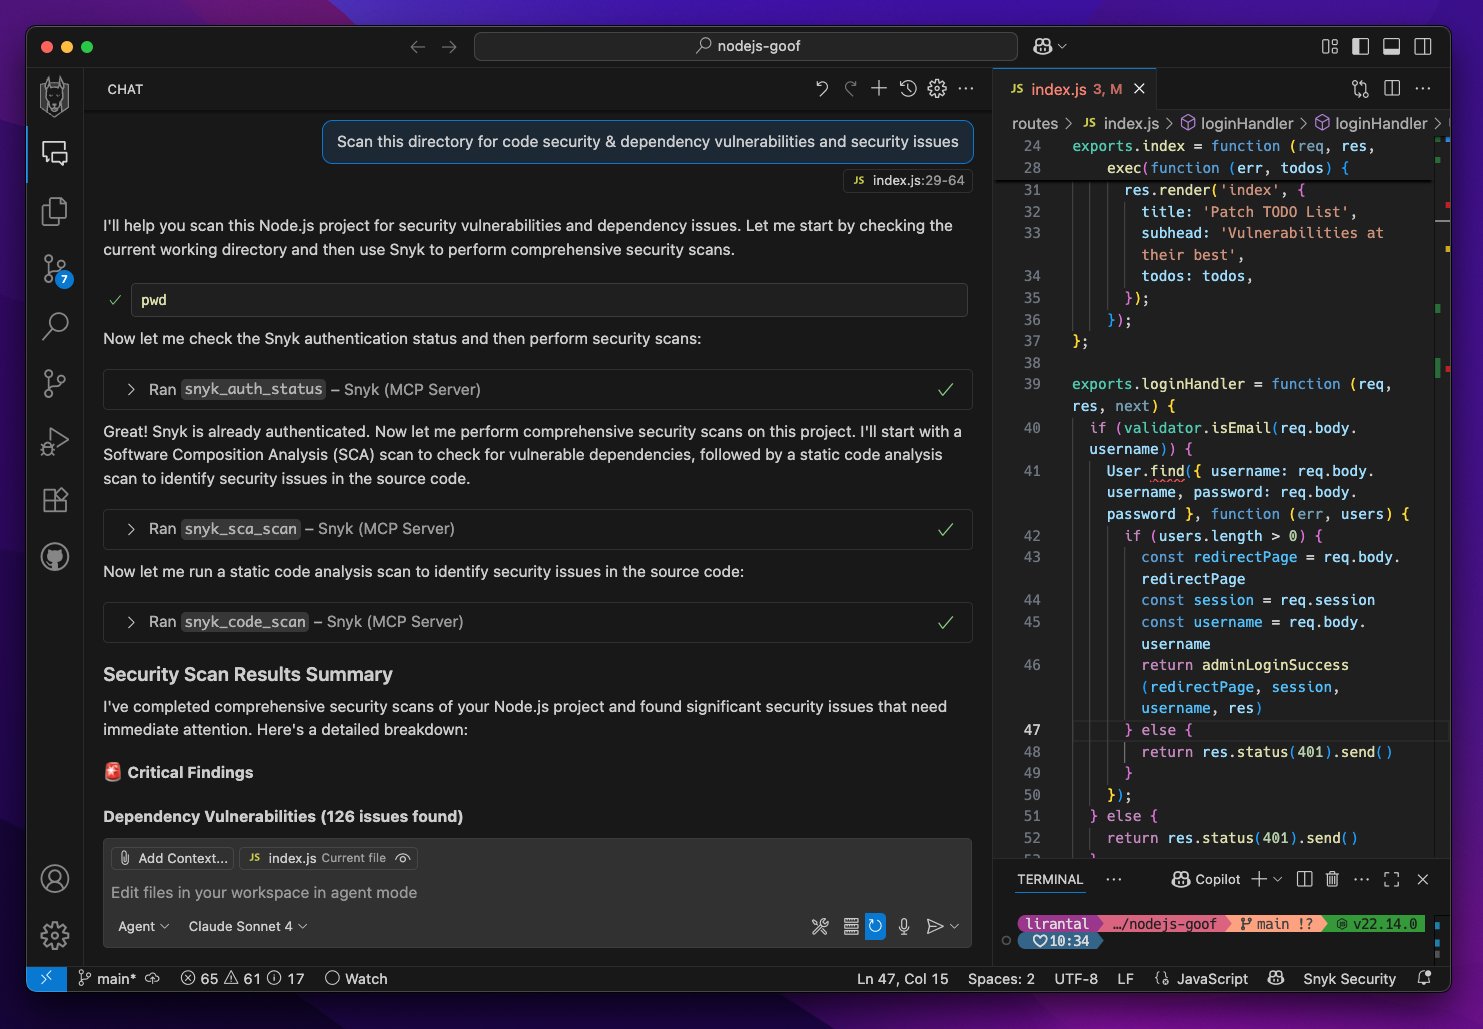 nodejs-goof
CHAT
Scan this directory for code security & dependency vulnerabilities and security issues
JS index.js:29-64
I'll help you scan this Node.js project for security vulnerabilities and dependency issues. Let me start by checking the
current working directory and then use Snyk to perform comprehensive security scans.
pwd
Now let me check the Snyk authentication status and then perform security scans:
Ran snyk_auth_status – Snyk (MCP Server)
Great! Snyk is already authenticated. Now let me perform comprehensive security scans on this project. I'll start with a
Software Composition Analysis (SCA) scan to check for vulnerable dependencies, followed by a static code analysis
scan to identify security issues in the source code.
Ran snyk_sca_scan – Snyk (MCP Server)
Now let me run a static code analysis scan to identify security issues in the source code:
Ran snyk_code_scan – Snyk (MCP Server)
Security Scan Results Summary
I've completed comprehensive security scans of your Node.js project and found significant security issues that need
immediate attention. Here's a detailed breakdown:
🚨 Critical Findings
Dependency Vulnerabilities (126 issues found)
Add Context...
JS index.js Current file
Edit files in your workspace in agent mode
Agent
Claude Sonnet 4
7
JS index.js 3, M
routes > JS index.js > loginHandler > loginHandler >
24 exports.index = function (req, res,
28 exec(function (err, todos) {
31 res.render('index', {
32 title: 'Patch TODO List',
33 subhead: 'Vulnerabilities at
their best',
34 todos: todos,
35 });
36 });
37 };
38
39 exports.loginHandler = function (req,
res, next) {
40 if (validator.isEmail(req.body.
username)) {
41 User.find({ username: req.body.
username, password: req.body.
password }, function (err, users) {
42 if (users.length > 0) {
43 const redirectPage = req.body.
redirectPage
44 const session = req.session
45 const username = req.body.
username
46 return adminLoginSuccess
(redirectPage, session,
username, res)
47 } else {
48 return res.status(401).send()
49 }
50 });
51 } else {
52 return res.status(401).send()
TERMINAL
Copilot
lirantal …/nodejs-goof main !? v22.14.0
10:34
main* 65 61 17 Watch
Ln 47, Col 15 Spaces: 2 UTF-8 LF JavaScript Snyk Security